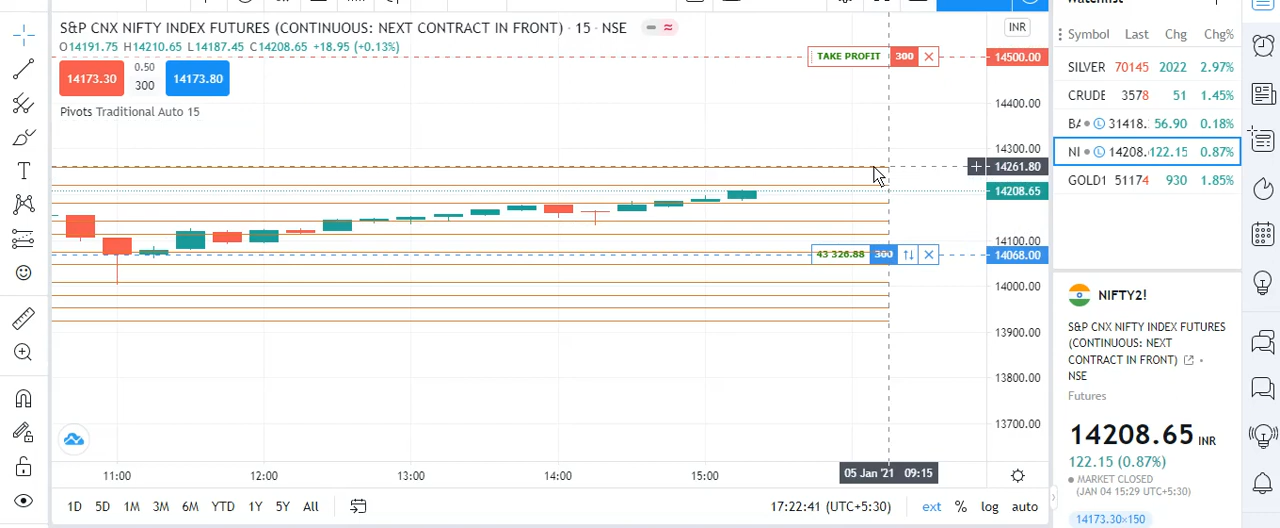 S&P CNX NIFTY INDEX FUTURES (CONTINUOUS: NEXT CONTRACT IN FRONT) · 15 · NSE
O14191.75 H14210.65 L14187.45 C14208.65 +18.95 (+0.13%)
14173.30 0.50 300 14173.80
Pivots Traditional Auto 15
TAKE PROFIT 300
43 326.88 300
INR
14500.00
14400.00
14300.00
14261.80
14208.65
14100.00
14068.00
14000.00
13900.00
13800.00
13700.00
11:00 12:00 13:00 14:00 15:00 05 Jan '21 09:15
1D 5D 1M 3M 6M YTD 1Y 5Y All 17:22:41 (UTC+5:30) ext % log auto
Symbol Last Chg Chg%
SILVER 70145 2022 2.97%
CRUDE 3578 51 1.45%
31418. 56.90 0.18%
NI 14208. 122.15 0.87%
GOLD1 51174 930 1.85%
NIFTY2!
S&P CNX NIFTY INDEX FUTURES
(CONTINUOUS: NEXT
CONTRACT IN FRONT) ·
NSE
Futures
14208.65 INR
122.15 (0.87%)
MARKET CLOSED
(JAN 04 15:29 UTC+5:30)
14173.30×150